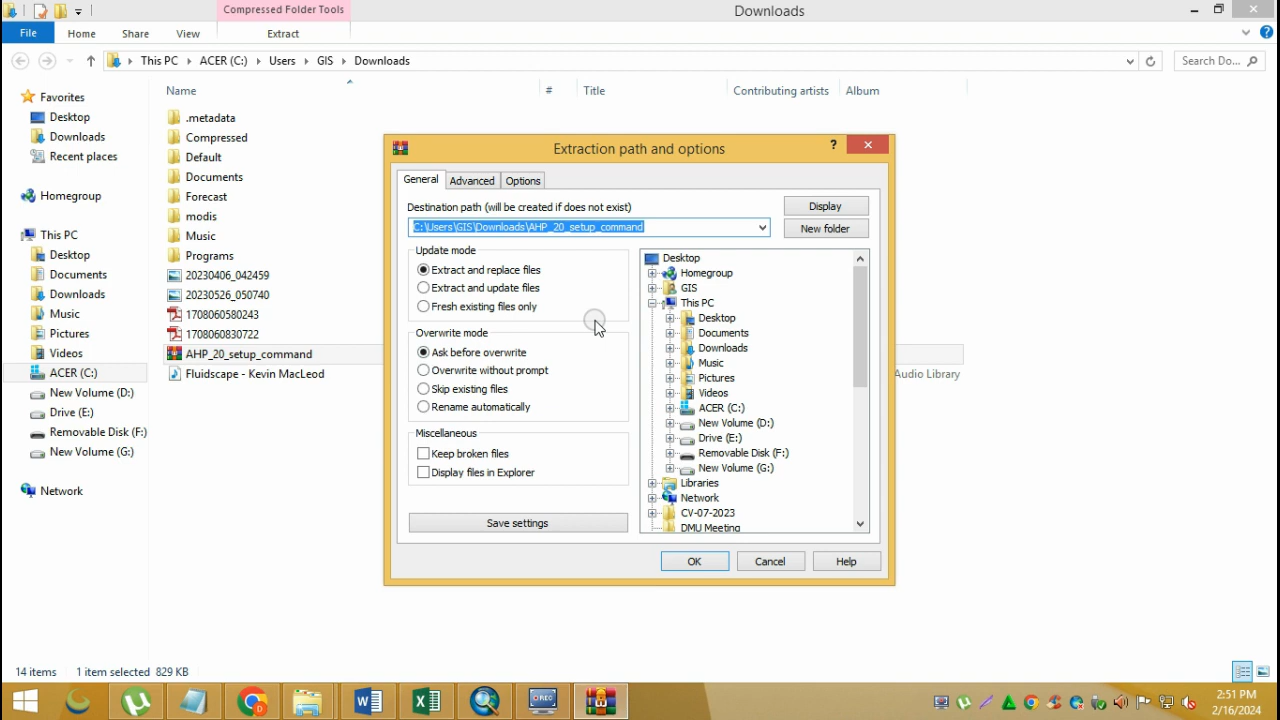 Compressed Folder Tools
Downloads
File
Home
Share
View
Extract
This PC
ACER (C:)
Users
GIS
Downloads
Search Do...
Name
#
Title
Contributing artists
Album
Favorites
Desktop
Downloads
Recent places
Homegroup
This PC
Desktop
Documents
Downloads
Music
Pictures
Videos
ACER (C:)
New Volume (D:)
Drive (E:)
Removable Disk (F:)
New Volume (G:)
Network
.metadata
Compressed
Default
Documents
Forecast
modis
Music
Programs
20230406_042459
20230526_050740
1708060580243
1708060830722
AHP_20_setup_command
Fluidscape - Kevin MacLeod
Audio Library
Extraction path and options
?
General
Advanced
Options
Destination path (will be created if does not exist)
Display
C:\Users\GIS\Downloads\AHP_20_setup_command
New folder
Update mode
Extract and replace files
Extract and update files
Fresh existing files only
Overwrite mode
Ask before overwrite
Overwrite without prompt
Skip existing files
Rename automatically
Miscellaneous
Keep broken files
Display files in Explorer
Save settings
Desktop
Homegroup
GIS
This PC
Desktop
Documents
Downloads
Music
Pictures
Videos
ACER (C:)
New Volume (D:)
Drive (E:)
Removable Disk (F:)
New Volume (G:)
Libraries
Network
CV-07-2023
DMU Meeting
OK
Cancel
Help
14 items
1 item selected 829 KB
REC
2:51 PM
2/16/2024